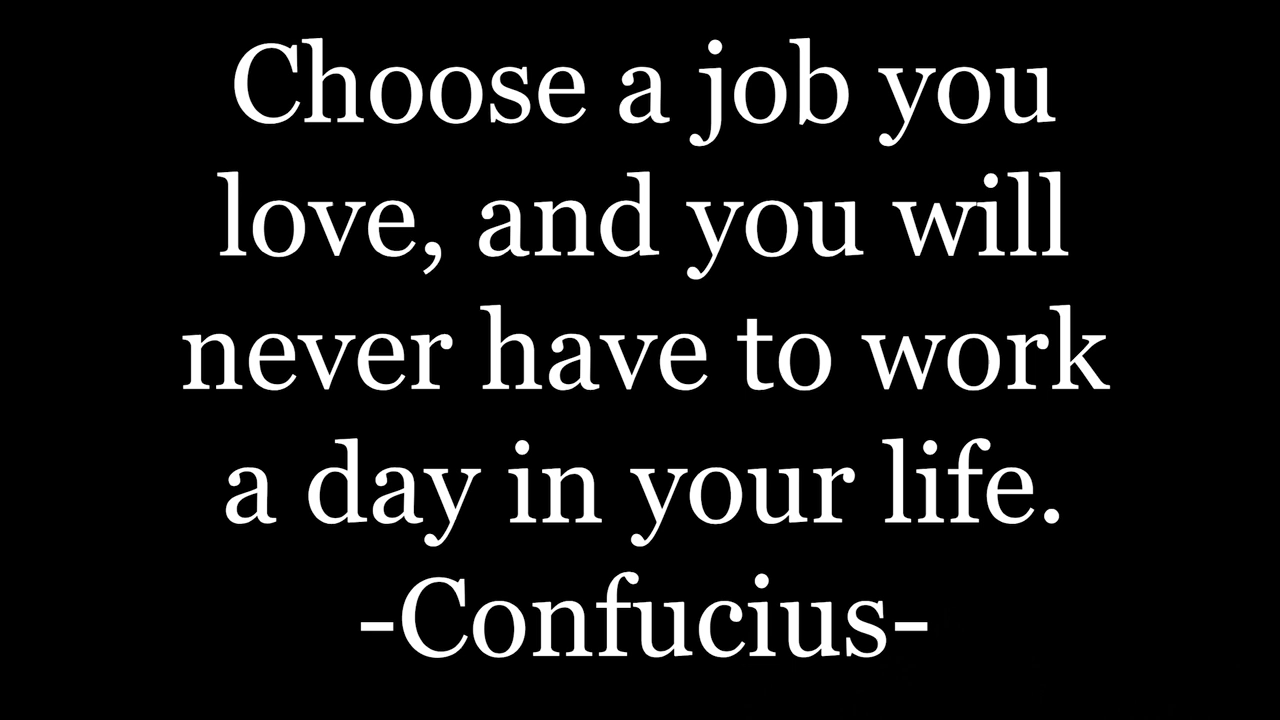 Choose a job you
love, and you will
never have to work
a day in your life.
-Confucius-